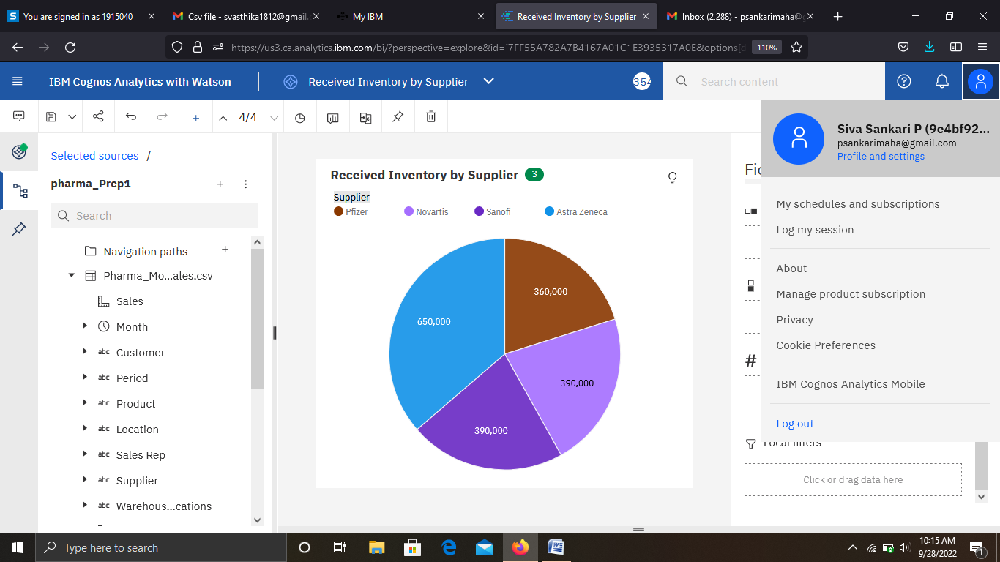 You are signed in as 1915040
Csv file - svasthika1812@gmail.
My IBM
Received Inventory by Supplier
Inbox (2,288) - psankarimaha@g
https://us3.ca.analytics.ibm.com/bi/?perspective=explore&id=i7FF55A782A7B4167A01C1E3935317A0E&options[d
110%
IBM Cognos Analytics with Watson
Received Inventory by Supplier
354
Search content
4/4
Siva Sankari P (9e4bf92...
psankarimaha@gmail.com
Profile and settings
My schedules and subscriptions
Log my session
About
Manage product subscription
Privacy
Cookie Preferences
IBM Cognos Analytics Mobile
Log out
Selected sources /
pharma_Prep1
Search
Navigation paths
Pharma_Mo...ales.csv
Sales
Month
abc Customer
abc Period
abc Product
abc Location
abc Sales Rep
abc Supplier
abc Warehous...cations
Received Inventory by Supplier 3
Supplier
Pfizer Novartis Sanofi Astra Zeneca
360,000
650,000
390,000
390,000
Fie
#
Local filters
Click or drag data here
Type here to search
10:15 AM
9/28/2022
1